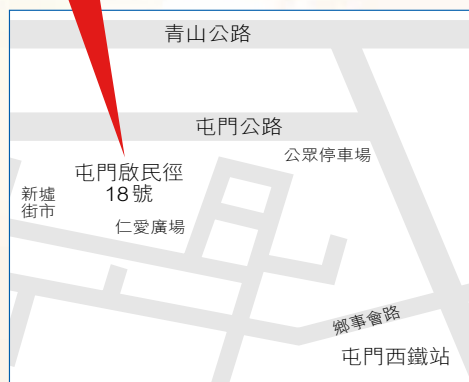 青山公路
屯門公路
公眾停車場
屯門啟民徑
18號
新墟
街市
仁愛廣場
鄉事會路
屯門西鐵站